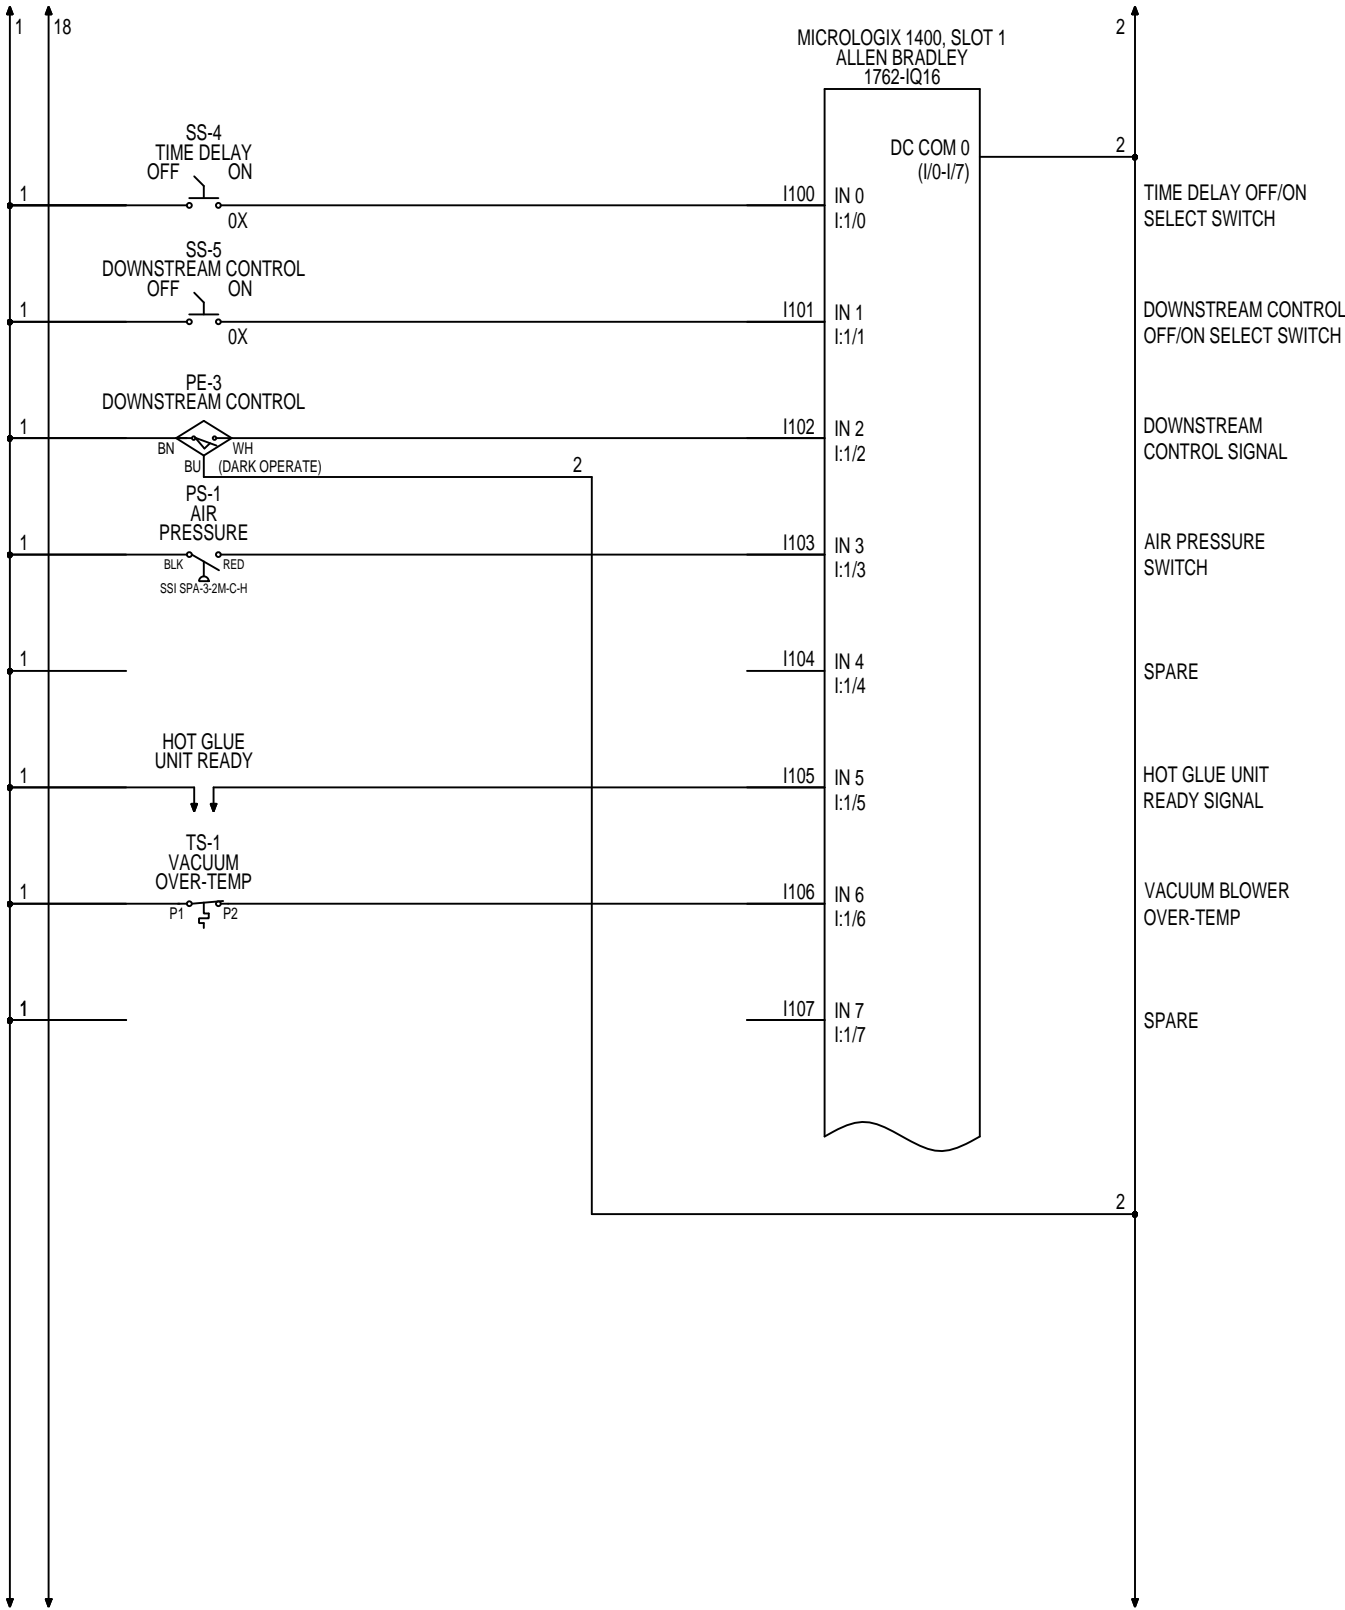 1
18
2
MICROLOGIX 1400, SLOT 1
ALLEN BRADLEY
1762-IQ16
DC COM 0
(I/0-I/7)
2
SS-4
TIME DELAY
OFF ON
1
0X
I100
IN 0
I:1/0
TIME DELAY OFF/ON
SELECT SWITCH
SS-5
DOWNSTREAM CONTROL
OFF ON
1
0X
I101
IN 1
I:1/1
DOWNSTREAM CONTROL
OFF/ON SELECT SWITCH
PE-3
DOWNSTREAM CONTROL
1
BN
WH
BU
(DARK OPERATE)
2
I102
IN 2
I:1/2
DOWNSTREAM
CONTROL SIGNAL
PS-1
AIR
PRESSURE
1
BLK
RED
SSI SPA-3-2M-C-H
I103
IN 3
I:1/3
AIR PRESSURE
SWITCH
1
I104
IN 4
I:1/4
SPARE
HOT GLUE
UNIT READY
1
I105
IN 5
I:1/5
HOT GLUE UNIT
READY SIGNAL
TS-1
VACUUM
OVER-TEMP
1
P1
P2
I106
IN 6
I:1/6
VACUUM BLOWER
OVER-TEMP
1
I107
IN 7
I:1/7
SPARE
2